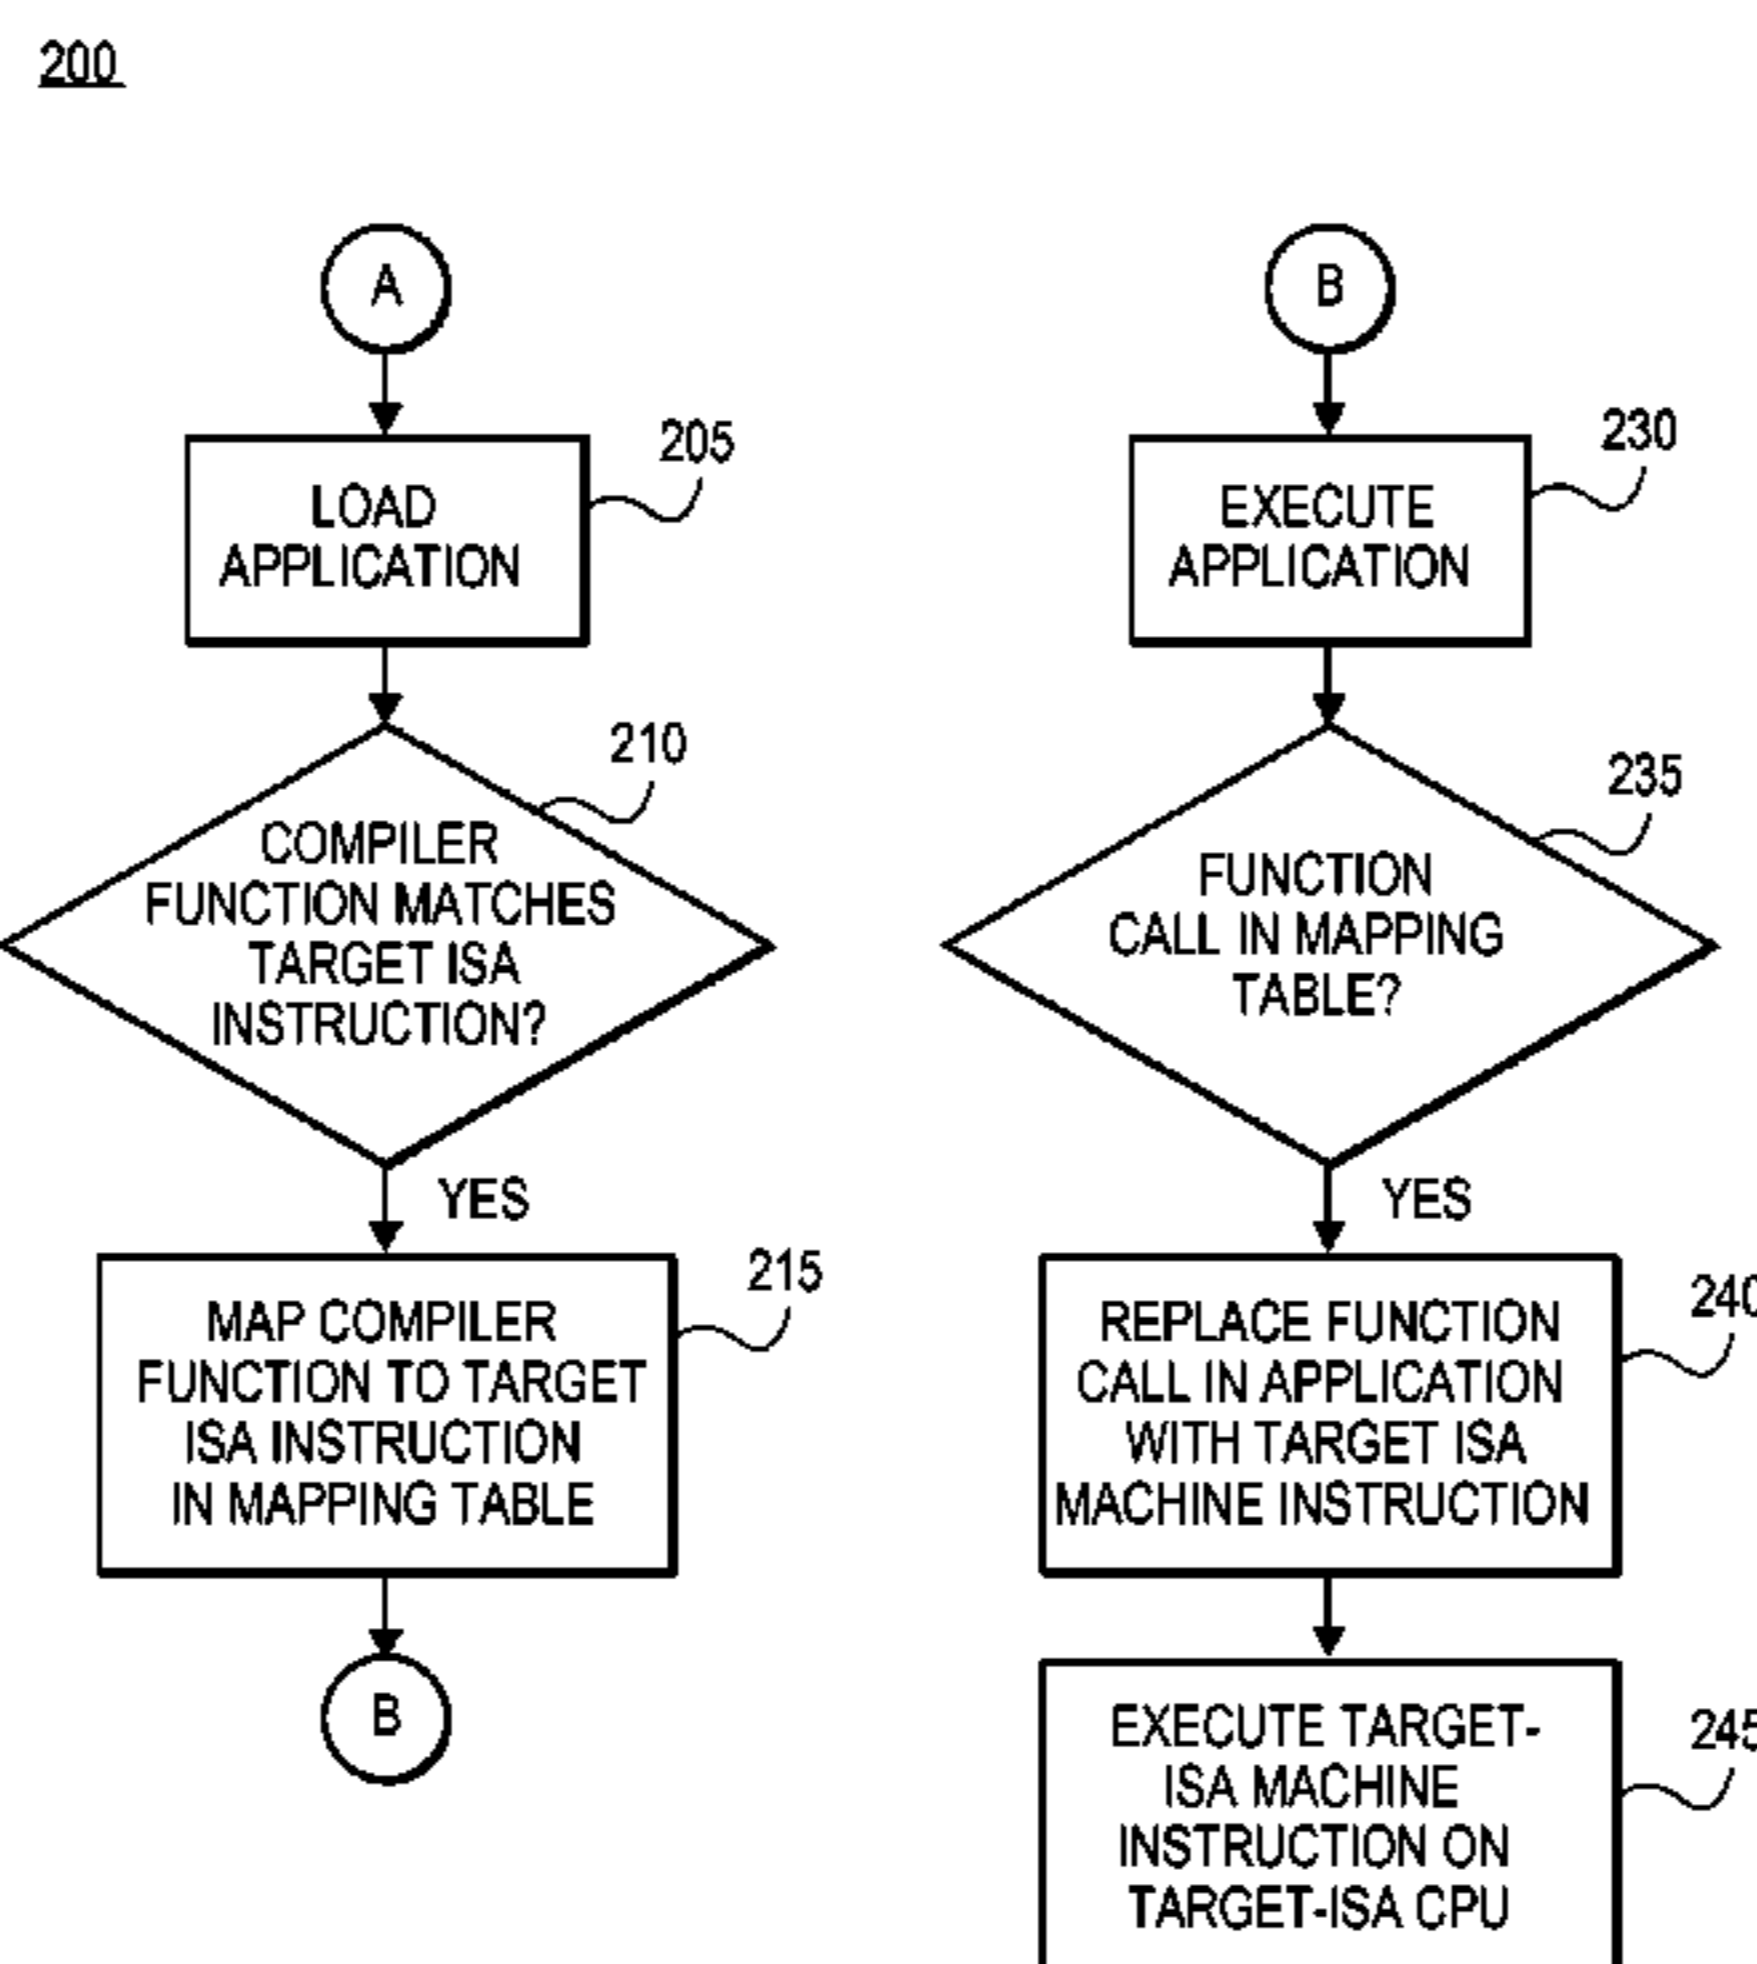 200
A
LOAD
APPLICATION
205
COMPILER
FUNCTION MATCHES
TARGET ISA
INSTRUCTION?
210
YES
MAP COMPILER
FUNCTION TO TARGET
ISA INSTRUCTION
IN MAPPING TABLE
215
B
B
EXECUTE
APPLICATION
230
FUNCTION
CALL IN MAPPING
TABLE?
235
YES
REPLACE FUNCTION
CALL IN APPLICATION
WITH TARGET ISA
MACHINE INSTRUCTION
240
EXECUTE TARGET-
ISA MACHINE
INSTRUCTION ON
TARGET-ISA CPU
245